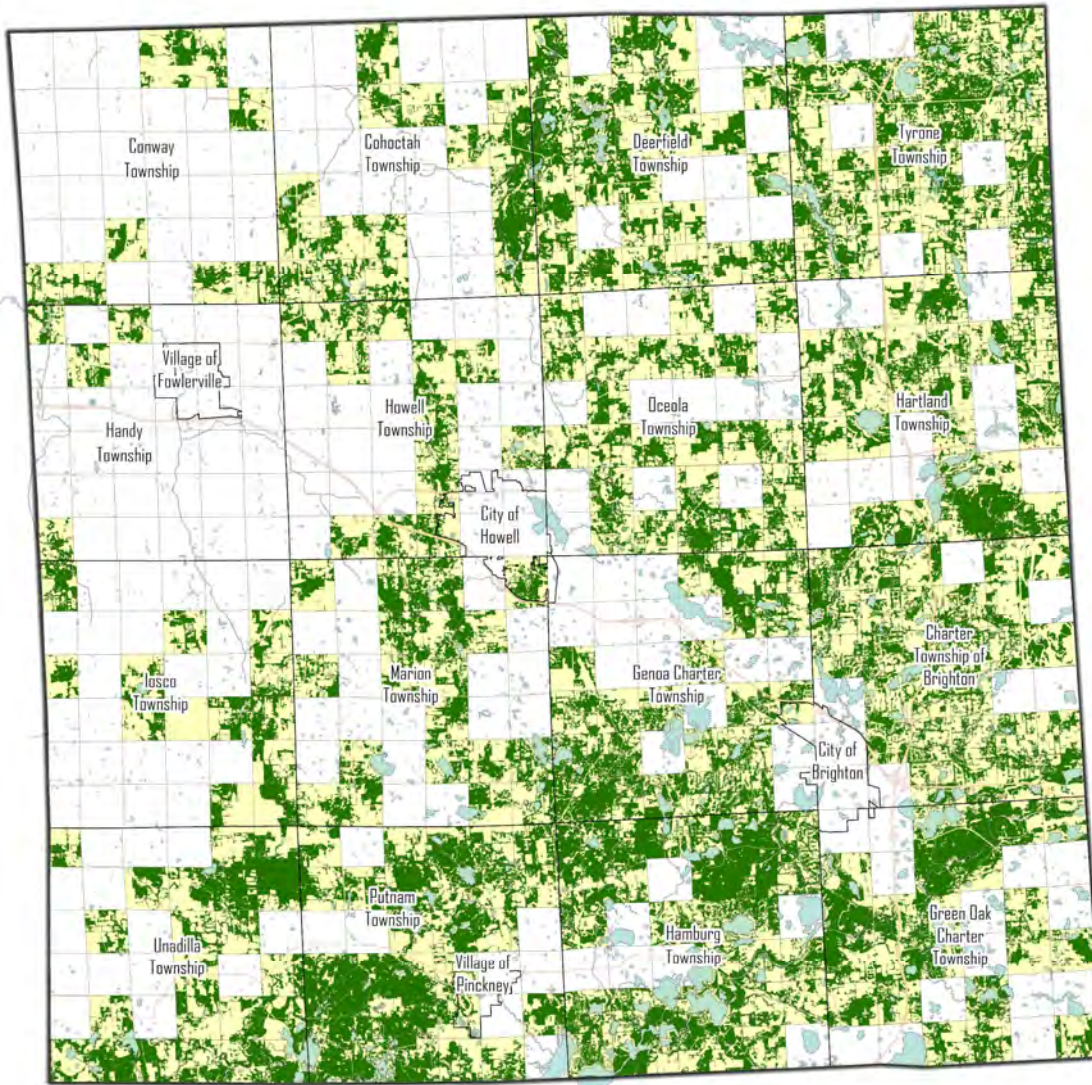 Conway
Township
Cohoctah
Township
Deerfield
Township
Tyrone
Township
Village of
Fowlerville
Handy
Township
Howell
Township
Oceola
Township
Hartland
Township
City of
Howell
Iosco
Township
Marion
Township
Genoa Charter
Township
Charter
Township of
Brighton
City of
Brighton
Unadilla
Township
Putnam
Township
Village of
Pinckney
Hamburg
Township
Green Oak
Charter
Township